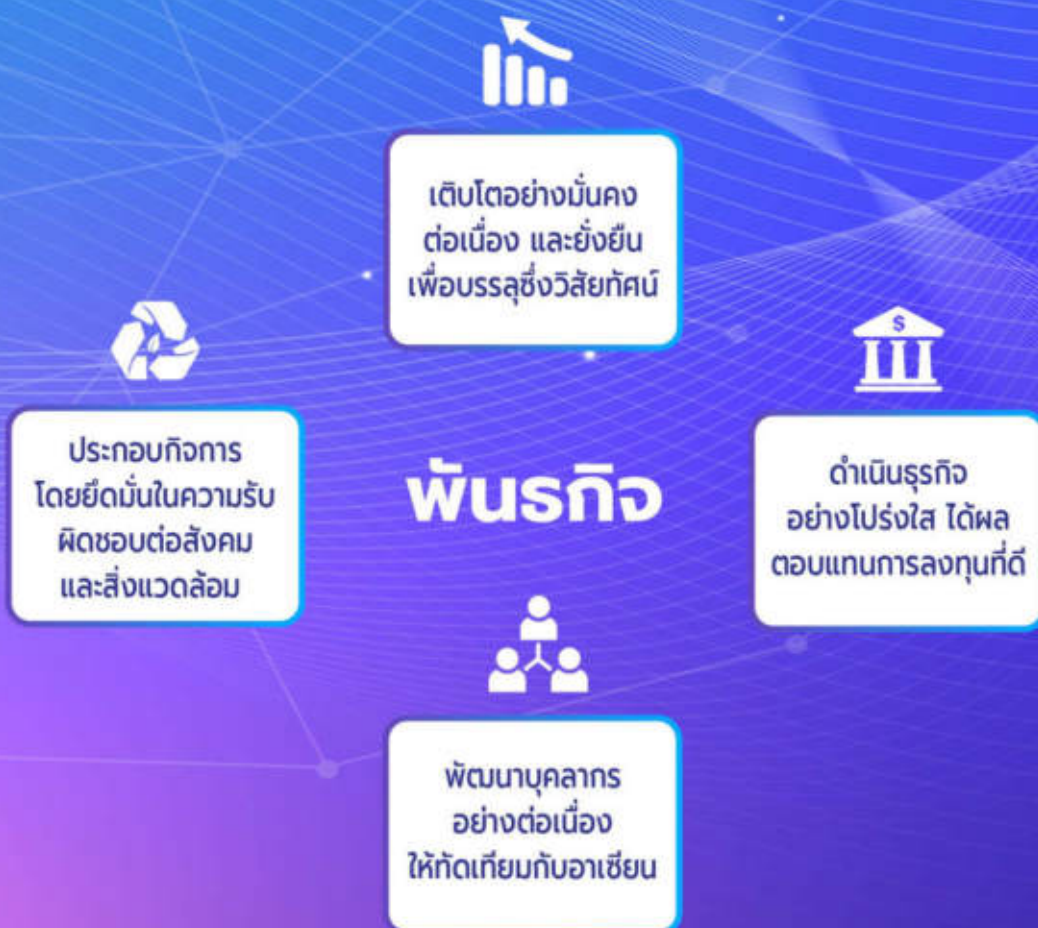 เติบโตอย่างมั่นคง
ต่อเนื่อง และยั่งยืน
เพื่อบรรลุซึ่งวิสัยทัศน์
ประกอบกิจการ
โดยยึดมั่นในความรับ
ผิดชอบต่อสังคม
และสิ่งแวดล้อม
พันธกิจ
$
ดำเนินธุรกิจ
อย่างโปร่งใส ได้ผล
ตอบแทนการลงทุนที่ดี
พัฒนาบุคลากร
อย่างต่อเนื่อง
ให้ทัดเทียมกับอาเซียน